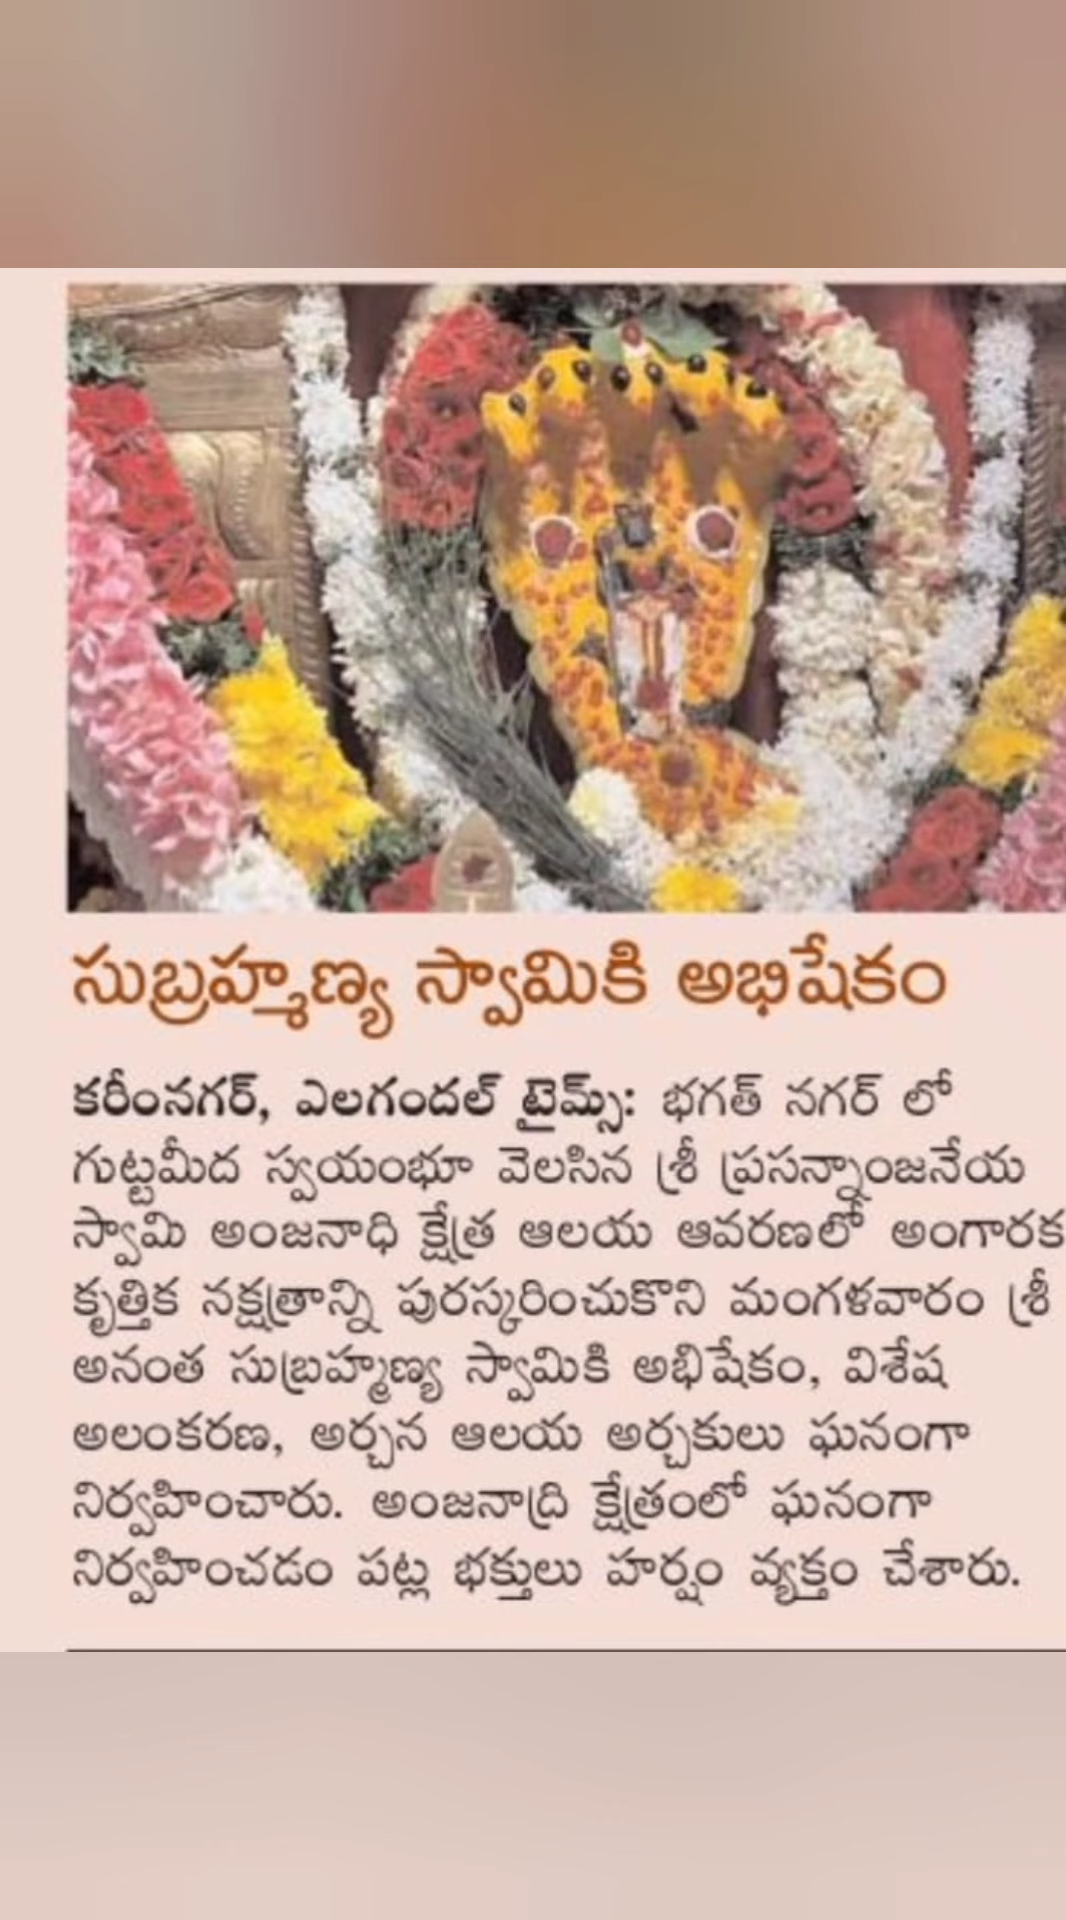 సుబ్రహ్మణ్య స్వామికి అభిషేకం
కరీంనగర్, ఎలగందల్ టైమ్స్: భగత్ నగర్ లో
గుట్టమీద స్వయంభూ వెలసిన శ్రీ ప్రసన్నాంజనేయ
స్వామి అంజనాధి క్షేత్ర ఆలయ ఆవరణలో అంగారక
కృత్తిక నక్షత్రాన్ని పురస్కరించుకొని మంగళవారం శ్రీ
అనంత సుబ్రహ్మణ్య స్వామికి అభిషేకం, విశేష
అలంకరణ, అర్చన ఆలయ అర్చకులు ఘనంగా
నిర్వహించారు. అంజనాద్రి క్షేత్రంలో ఘనంగా
నిర్వహించడం పట్ల భక్తులు హర్షం వ్యక్తం చేశారు.